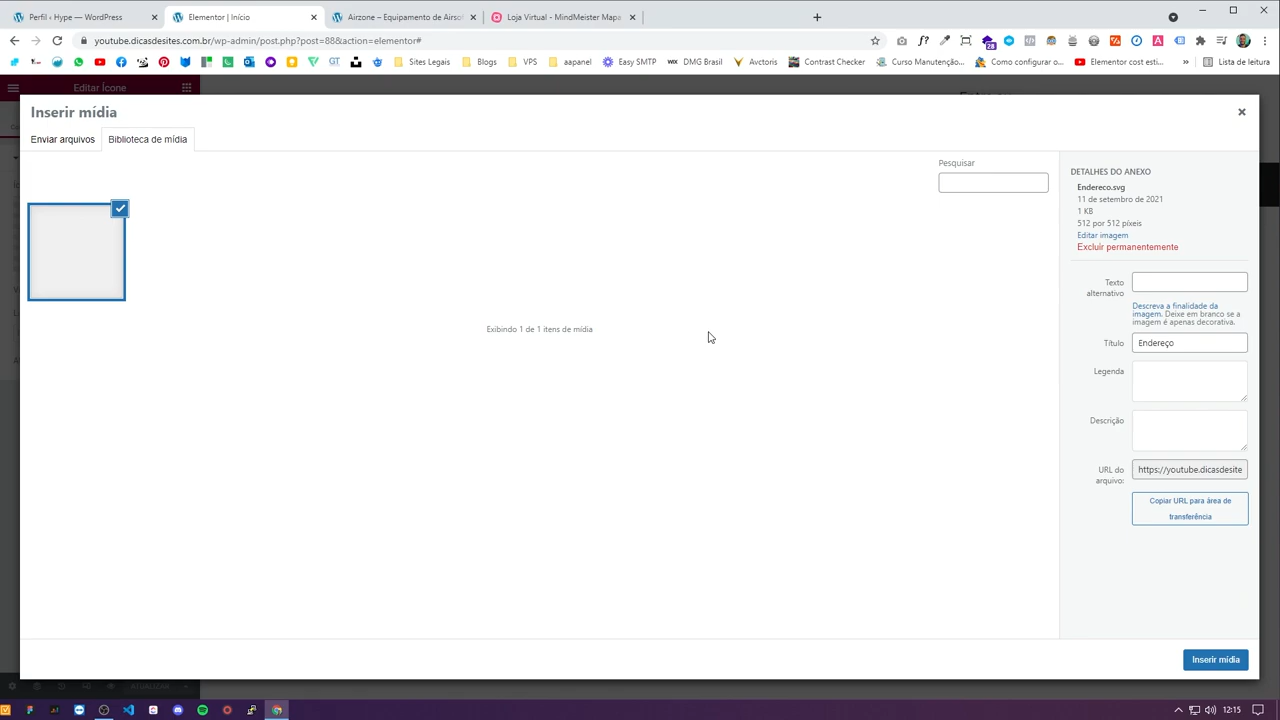 Perfil ‹ Hype — WordPress
Elementor | Início
Airzone – Equipamento de Airsof
Loja Virtual - MindMeister Mapa
youtube.dicasdesites.com.br/wp-admin/post.php?post=88&action=elementor#
28
Sites Legais
Blogs
VPS
aapanel
Easy SMTP
WIX
DMG Brasil
Avctoris
Contrast Checker
Curso Manutenção...
Como configurar o...
Elementor cost esti...
»
Lista de leitura
Editar Ícone
Inserir mídia
Enviar arquivos
Biblioteca de mídia
Pesquisar
Exibindo 1 de 1 itens de mídia
DETALHES DO ANEXO
Endereco.svg
11 de setembro de 2021
1 KB
512 por 512 píxeis
Editar imagem
Excluir permanentemente
Texto alternativo
Descreva a finalidade da
imagem. Deixe em branco se a
imagem é apenas decorativa.
Título
Endereço
Legenda
Descrição
URL do arquivo:
https://youtube.dicasdesite
Copiar URL para área de
transferência
Inserir mídia
ATUALIZAR
12:15